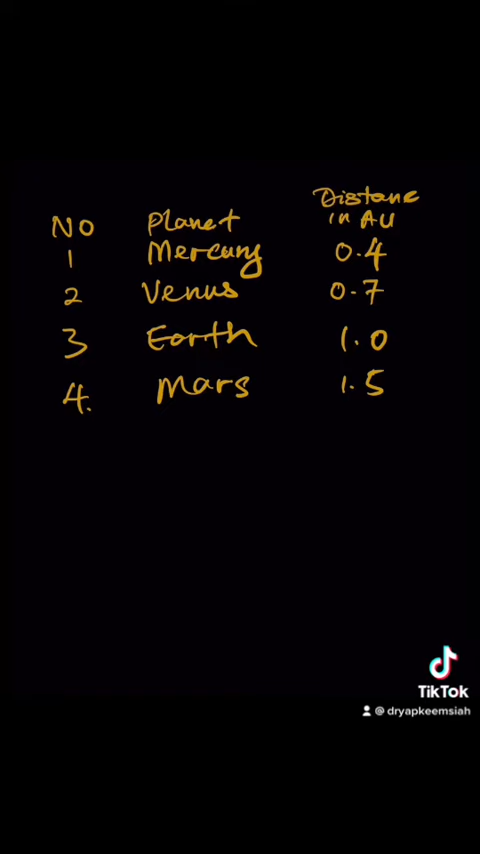 Distance
NO Planet in AU
1 Mercury 0.4
2 Venus 0.7
3 Earth 1.0
4. Mars 1.5
TikTok
@ dryapkeemsiah